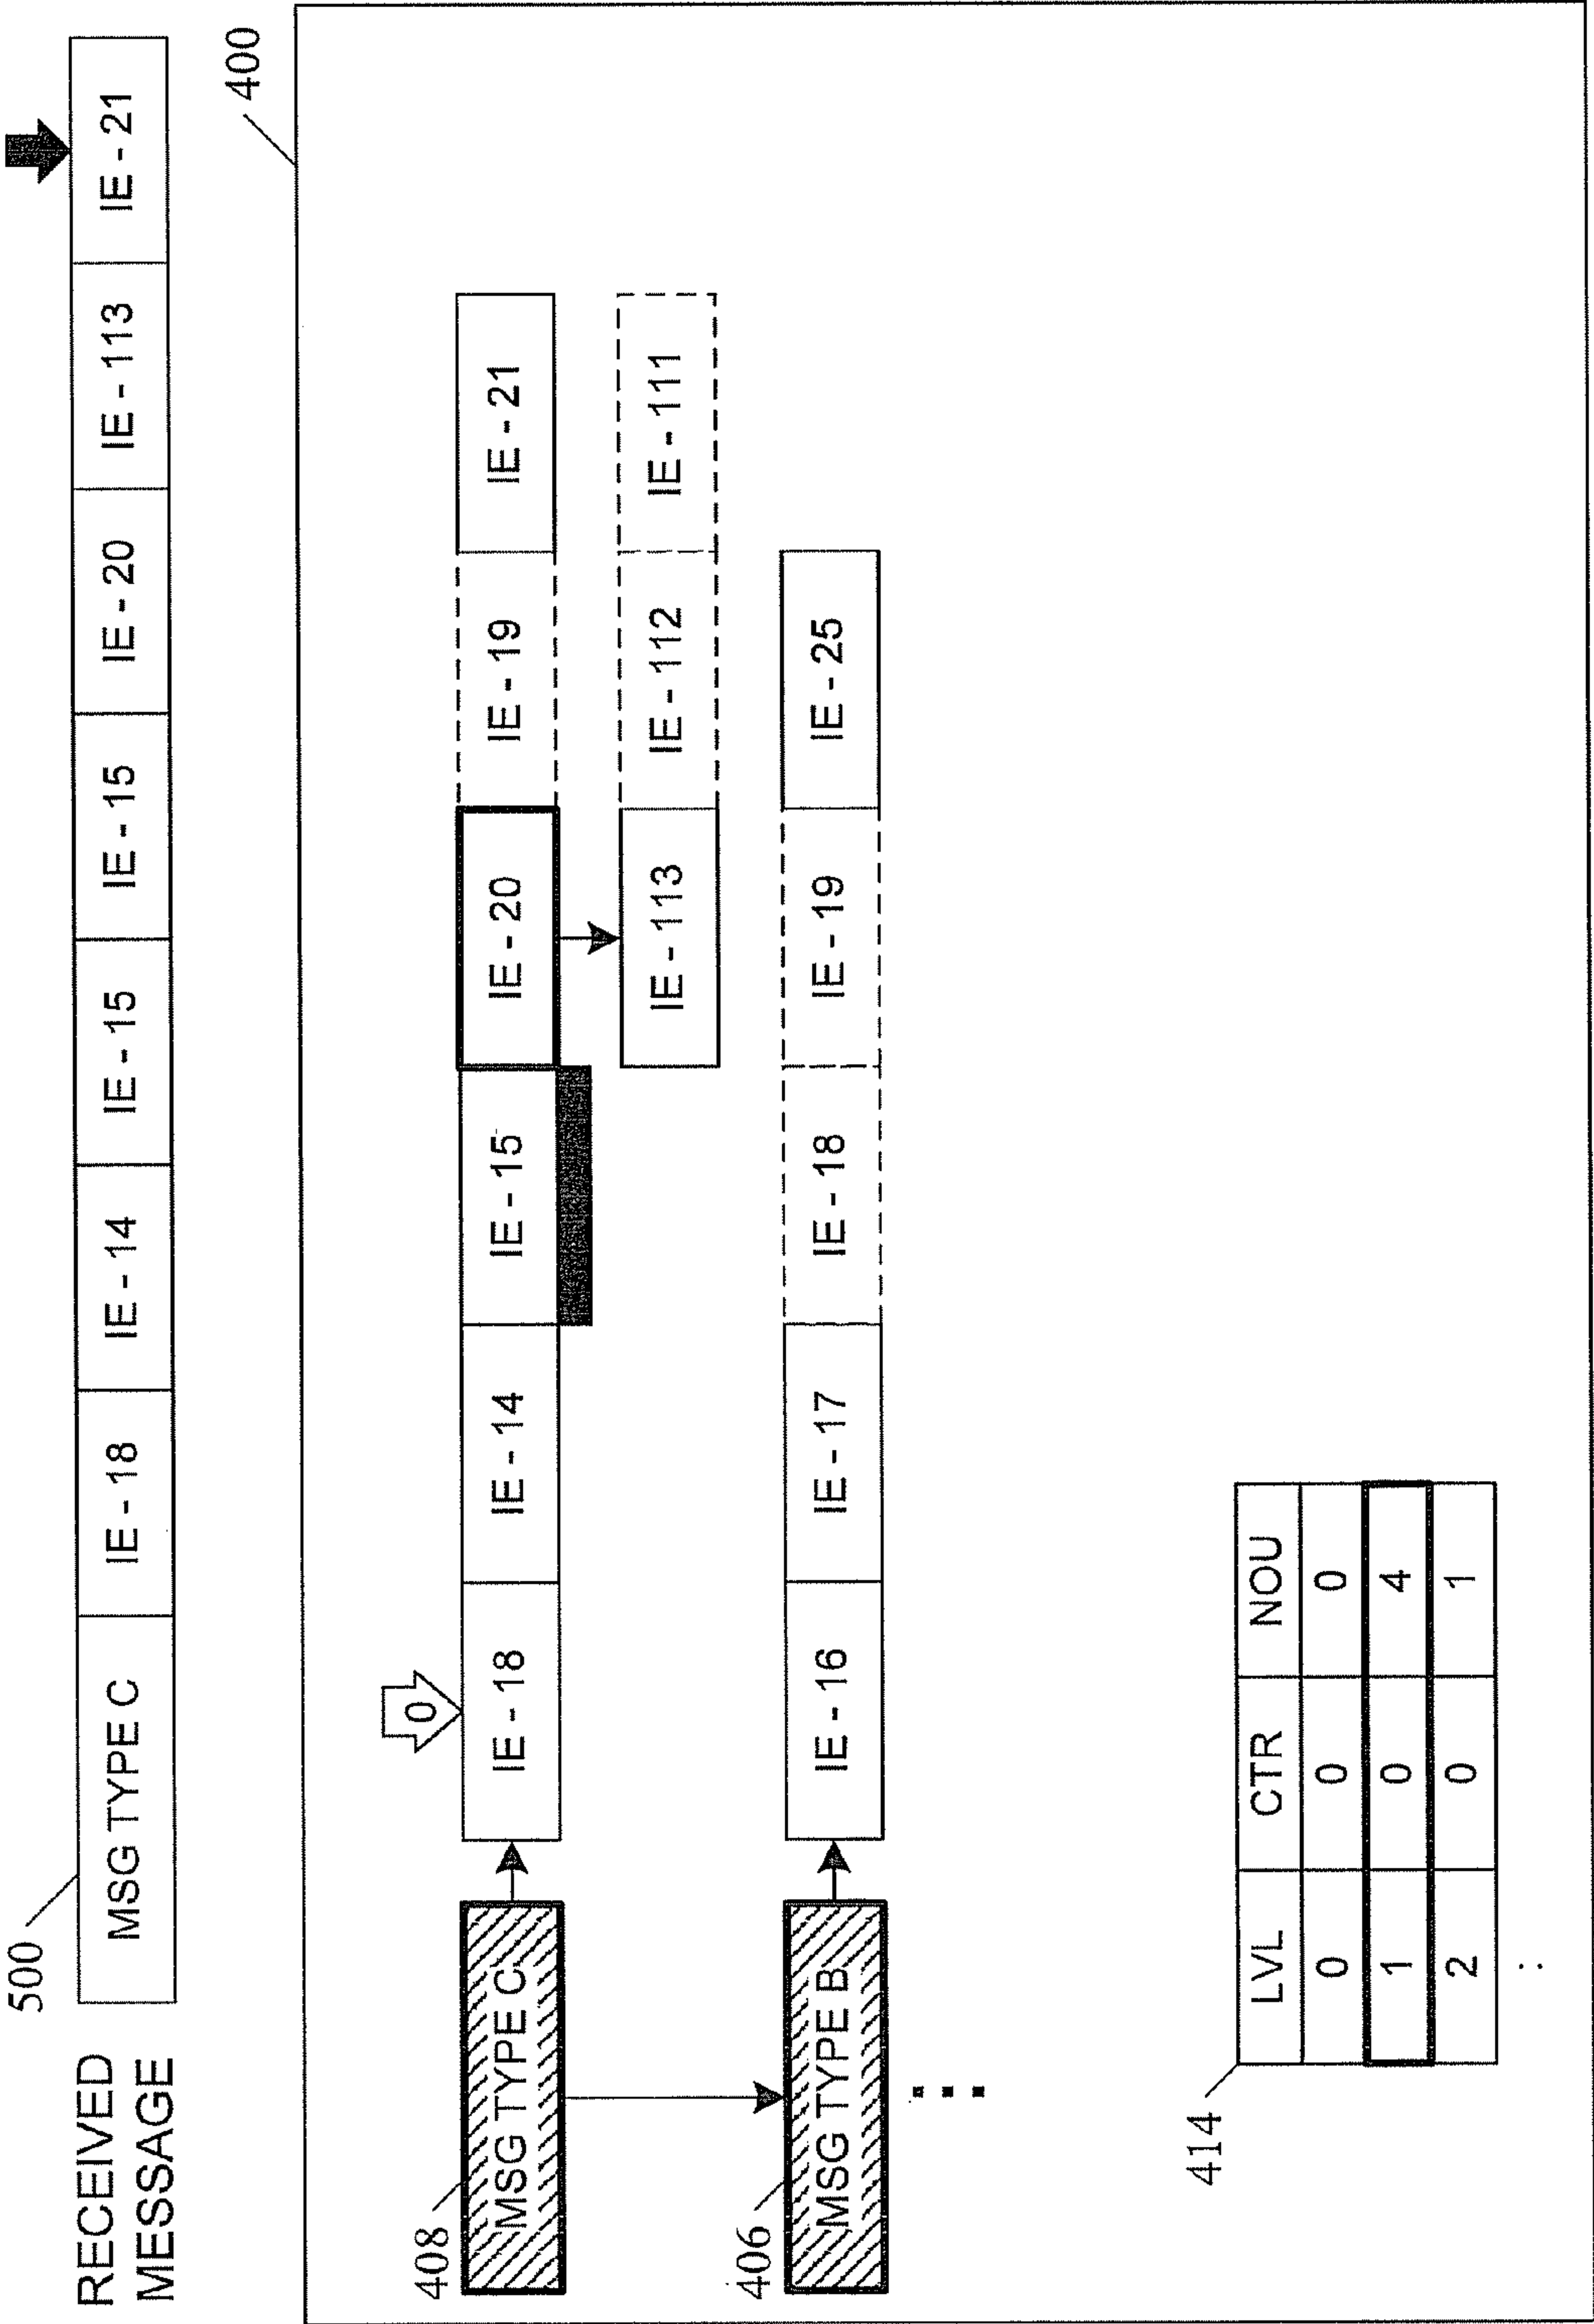 RECEIVED
MESSAGE
500
MSG TYPE C IE - 18 IE - 14 IE - 15 IE - 15 IE - 20 IE - 113 IE - 21
400
0
408
MSG TYPE C IE - 18 IE - 14 IE - 15 IE - 20 IE - 19 IE - 21
IE - 113 IE - 112 IE - 111
406
MSG TYPE B IE - 16 IE - 17 IE - 18 IE - 19 IE - 25
414
LVL CTR NOU
0 0 0
1 0 4
2 0 1